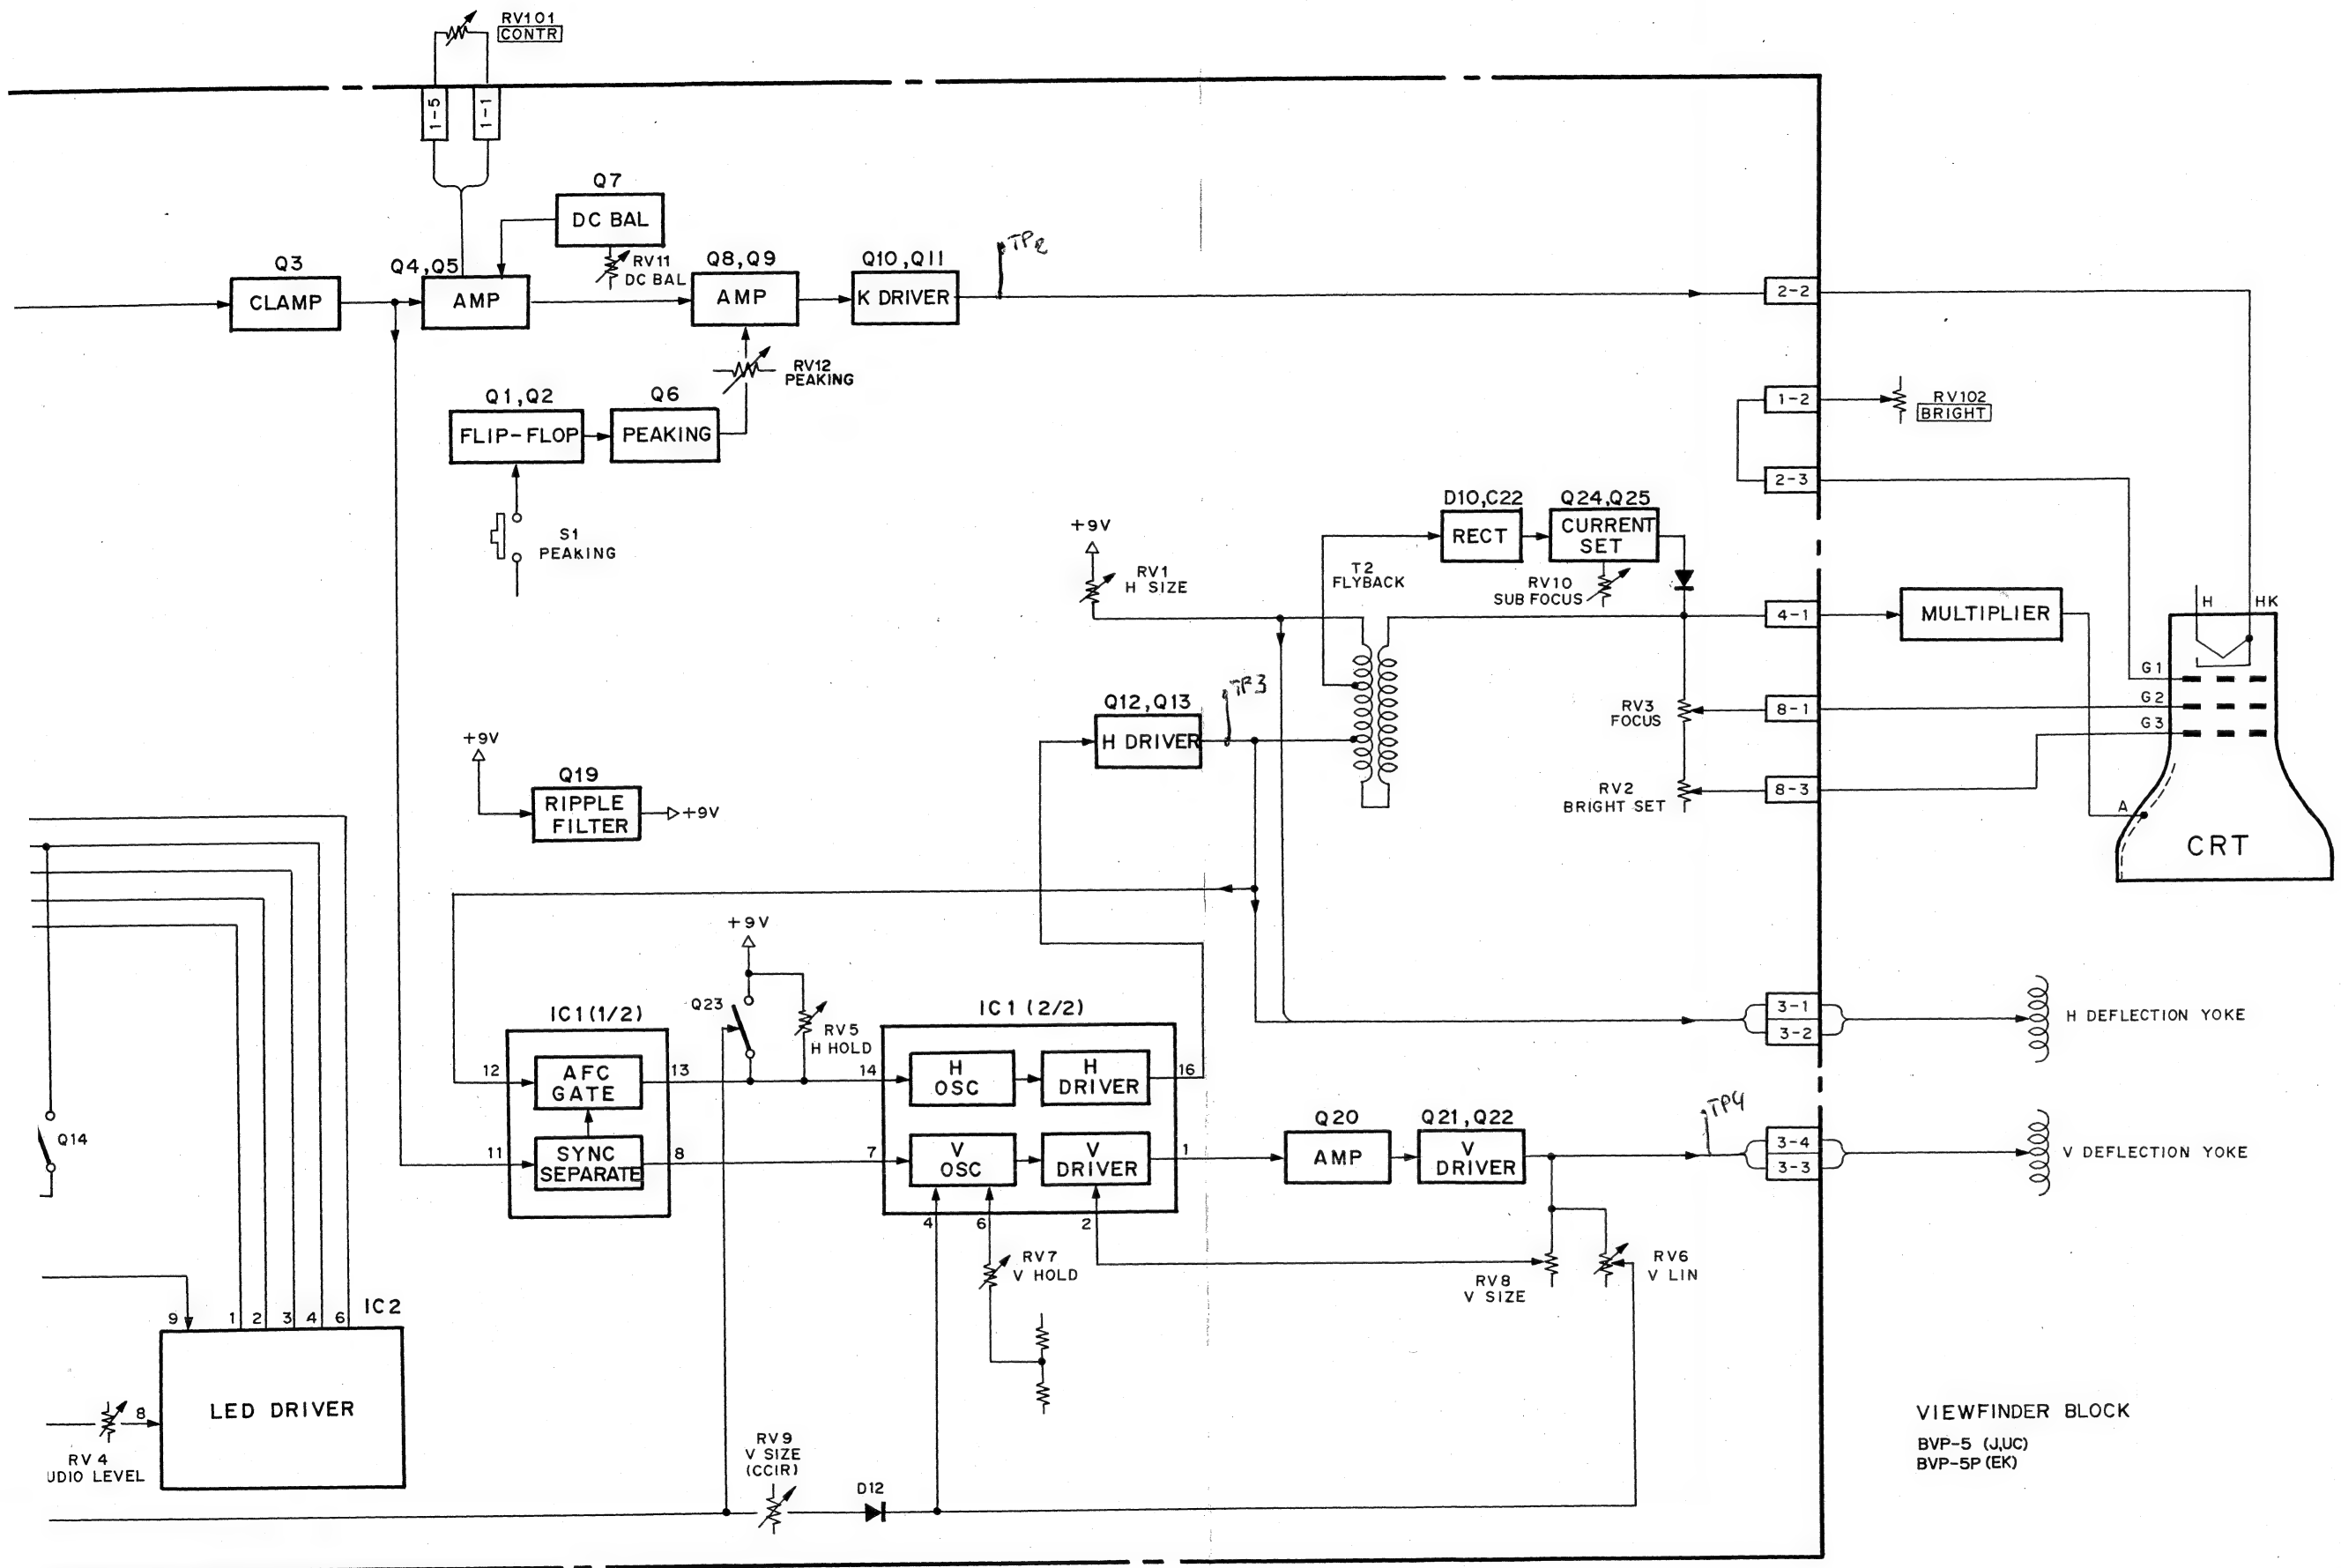 RV101
CONTR
1-5
1-1
Q7
DC BAL
RV11
DC BAL
Q3
CLAMP
Q4,Q5
AMP
Q8,Q9
AMP
Q10,Q11
K DRIVER
TP2
2-2
RV12
PEAKING
1-2
RV102
BRIGHT
Q1,Q2
FLIP-FLOP
Q6
PEAKING
2-3
S1
PEAKING
+9V
RV1
H SIZE
D10,C22
RECT
Q24,Q25
CURRENT
SET
T2
FLYBACK
RV10
SUB FOCUS
4-1
MULTIPLIER
H
HK
G1
G2
G3
A
CRT
Q12,Q13
H DRIVER
TP3
RV3
FOCUS
8-1
RV2
BRIGHT SET
8-3
+9V
Q19
RIPPLE
FILTER
+9V
+9V
Q23
RV5
H HOLD
IC1(1/2)
12
AFC
GATE
13
11
SYNC
SEPARATE
8
IC1 (2/2)
14
H
OSC
H
DRIVER
16
7
V
OSC
V
DRIVER
1
4
6
2
3-1
3-2
H DEFLECTION YOKE
Q14
Q20
AMP
Q21,Q22
V
DRIVER
TP4
3-4
3-3
V DEFLECTION YOKE
RV7
V HOLD
RV8
V SIZE
RV6
V LIN
9
1
2
3
4
6
IC2
LED DRIVER
8
RV4
UDIO LEVEL
RV9
V SIZE
(CCIR)
D12
VIEWFINDER BLOCK
BVP-5 (J,UC)
BVP-5P (EK)